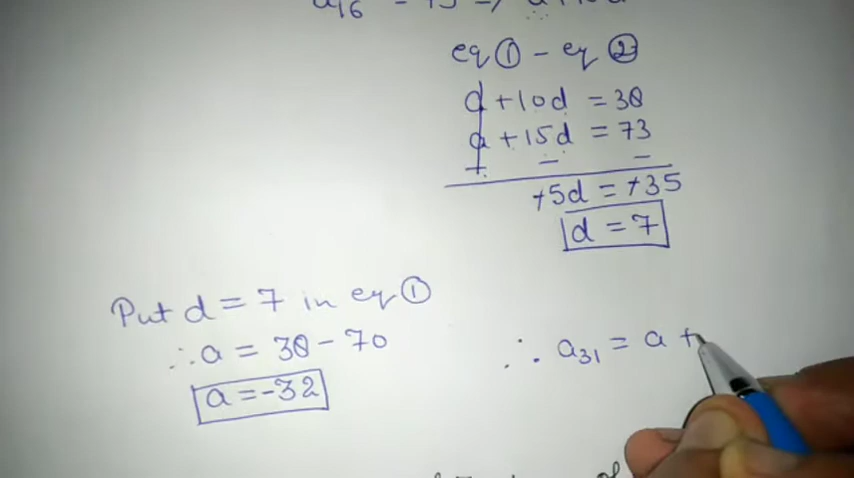 eq ① - eq ②
a + 10d = 38
a + 15d = 73
- - -
+5d = +35
d = 7
Put d = 7 in eq ①
∴ a = 38 - 70
a = -32
∴ a₃₁ = a +